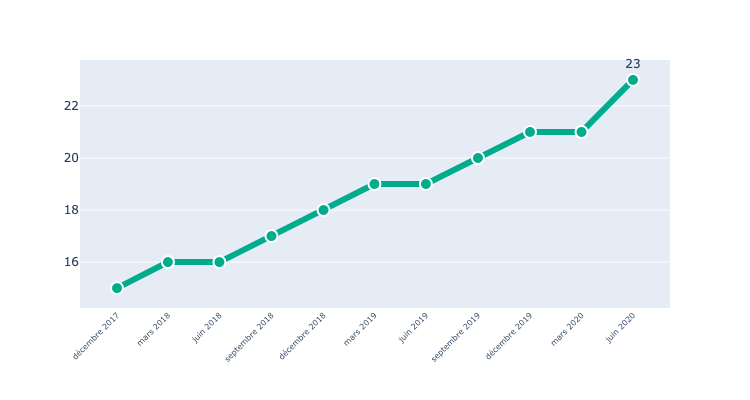 23
22
20
18
16
décembre 2017
mars 2018
juin 2018
septembre 2018
décembre 2018
mars 2019
juin 2019
septembre 2019
décembre 2019
mars 2020
juin 2020